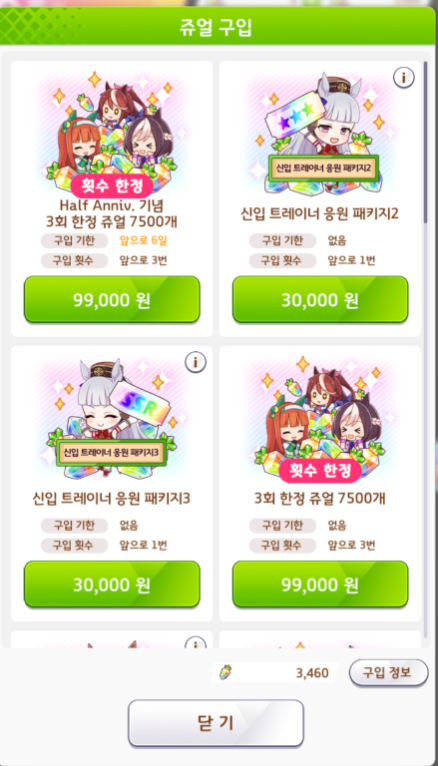 쥬얼 구입
횟수 한정
Half Anniv. 기념
3회 한정 쥬얼 7500개
구입 기한 앞으로 6일
구입 횟수 앞으로 3번
99,000 원
i
신입 트레이너 응원 패키지2
신입 트레이너 응원 패키지2
구입 기한 없음
구입 횟수 앞으로 1번
30,000 원
i
SSR
신입 트레이너 응원 패키지3
신입 트레이너 응원 패키지3
구입 기한 없음
구입 횟수 앞으로 1번
30,000 원
횟수 한정
3회 한정 쥬얼 7500개
구입 기한 없음
구입 횟수 앞으로 3번
99,000 원
i
3,460
구입 정보
닫기